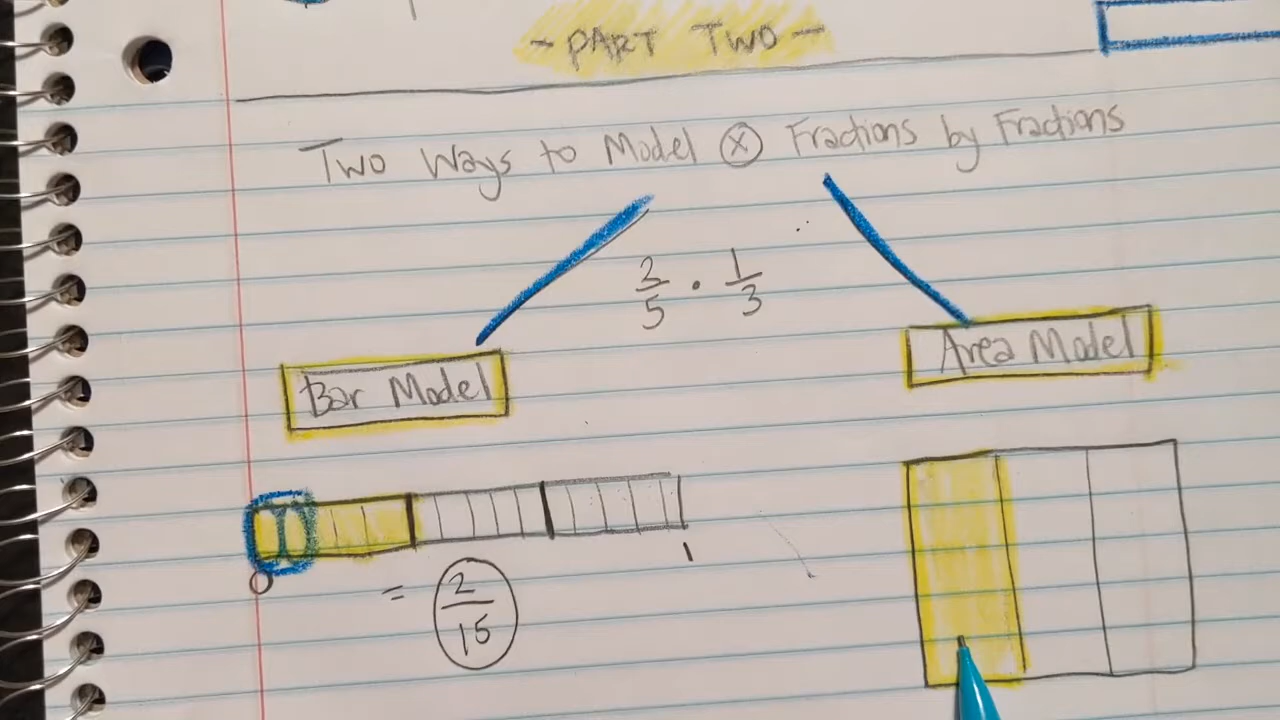 - PART TWO -
Two Ways to Model ⓧ Fractions by Fractions
2/5 · 1/3
Bar Model
Area Model
0
1
= 2/15